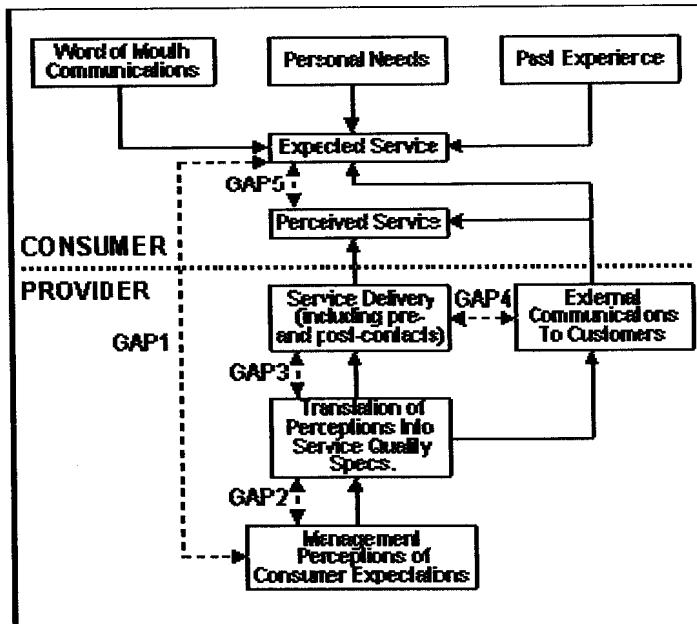 Word of Mouth
Communications
Personal Needs
Past Experience
Expected Service
GAP5
Perceived Service
CONSUMER
PROVIDER
Service Delivery
(including pre-
and post-contacts)
GAP4
External
Communications
To Customers
GAP1
GAP3
Translation of
Perceptions Into
Service Quality
Specs.
GAP2
Management
Perceptions of
Consumer Expectations